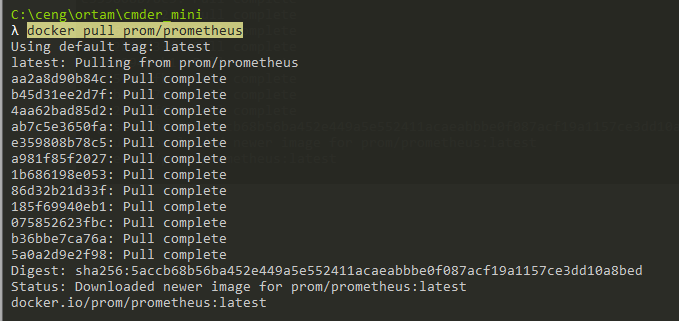 C:\ceng\ortam\cmder_mini
λ docker pull prom/prometheus
Using default tag: latest
latest: Pulling from prom/prometheus
aa2a8d90b84c: Pull complete
b45d31ee2d7f: Pull complete
4aa62bad85d2: Pull complete
ab7c5e3650fa: Pull complete
e359808b78c5: Pull complete
a981f85f2027: Pull complete
1b686198e053: Pull complete
86d32b21d33f: Pull complete
185f69940eb1: Pull complete
075852623fbc: Pull complete
b36bbe7ca76a: Pull complete
5a0a2d9e2f98: Pull complete
Digest: sha256:5accb68b56ba452e449a5e552411acaeabbbe0f087acf19a1157ce3dd10a8bed
Status: Downloaded newer image for prom/prometheus:latest
docker.io/prom/prometheus:latest